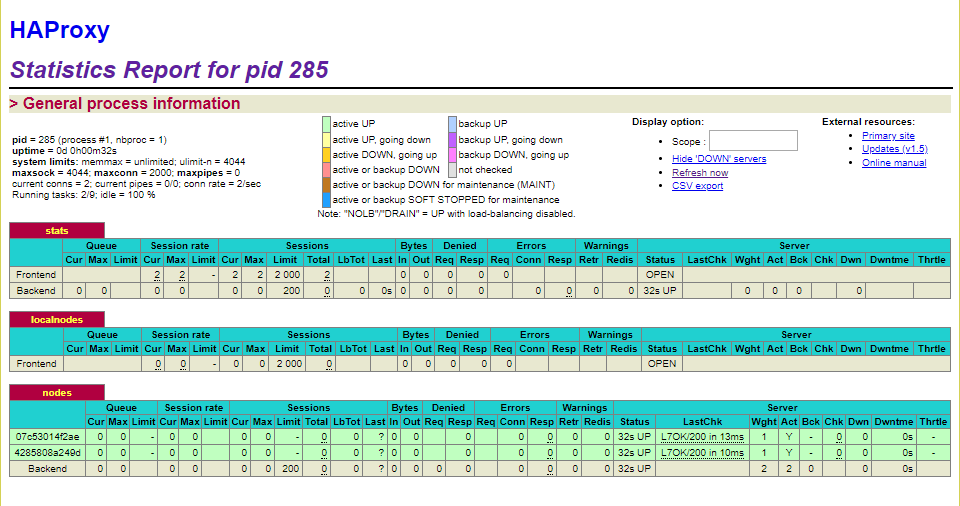 HAProxy
Statistics Report for pid 285
> General process information
pid = 285 (process #1, nbproc = 1)
uptime = 0d 0h00m32s
system limits: memmax = unlimited; ulimit-n = 4044
maxsock = 4044; maxconn = 2000; maxpipes = 0
current conns = 2; current pipes = 0/0; conn rate = 2/sec
Running tasks: 2/9; idle = 100 %
active UP backup UP
active UP, going down backup UP, going down
active DOWN, going up backup DOWN, going up
active or backup DOWN not checked
active or backup DOWN for maintenance (MAINT)
active or backup SOFT STOPPED for maintenance
Note: "NOLB"/"DRAIN" = UP with load-balancing disabled.
Display option:
Scope :
Hide 'DOWN' servers
Refresh now
CSV export
External resources:
Primary site
Updates (v1.5)
Online manual
stats
Queue Session rate Sessions Bytes Denied Errors Warnings Server
Cur Max Limit Cur Max Limit Cur Max Limit Total LbTot Last In Out Req Resp Req Conn Resp Retr Redis Status LastChk Wght Act Bck Chk Dwn Dwntme Thrtle
Frontend 2 2 - 2 2 2 000 2 0 0 0 0 0 OPEN
Backend 0 0 0 0 0 0 200 0 0 0s 0 0 0 0 0 0 0 0 32s UP 0 0 0 0
localnodes
Queue Session rate Sessions Bytes Denied Errors Warnings Server
Cur Max Limit Cur Max Limit Cur Max Limit Total LbTot Last In Out Req Resp Req Conn Resp Retr Redis Status LastChk Wght Act Bck Chk Dwn Dwntme Thrtle
Frontend 0 0 - 0 0 2 000 0 0 0 0 0 0 OPEN
nodes
Queue Session rate Sessions Bytes Denied Errors Warnings Server
Cur Max Limit Cur Max Limit Cur Max Limit Total LbTot Last In Out Req Resp Req Conn Resp Retr Redis Status LastChk Wght Act Bck Chk Dwn Dwntme Thrtle
07c53014f2ae 0 0 - 0 0 0 0 - 0 0 ? 0 0 0 0 0 0 0 32s UP L7OK/200 in 13ms 1 Y - 0 0 0s -
4285808a249d 0 0 - 0 0 0 0 - 0 0 ? 0 0 0 0 0 0 0 32s UP L7OK/200 in 10ms 1 Y - 0 0 0s -
Backend 0 0 0 0 0 0 200 0 0 ? 0 0 0 0 0 0 0 0 32s UP 2 2 0 0 0s